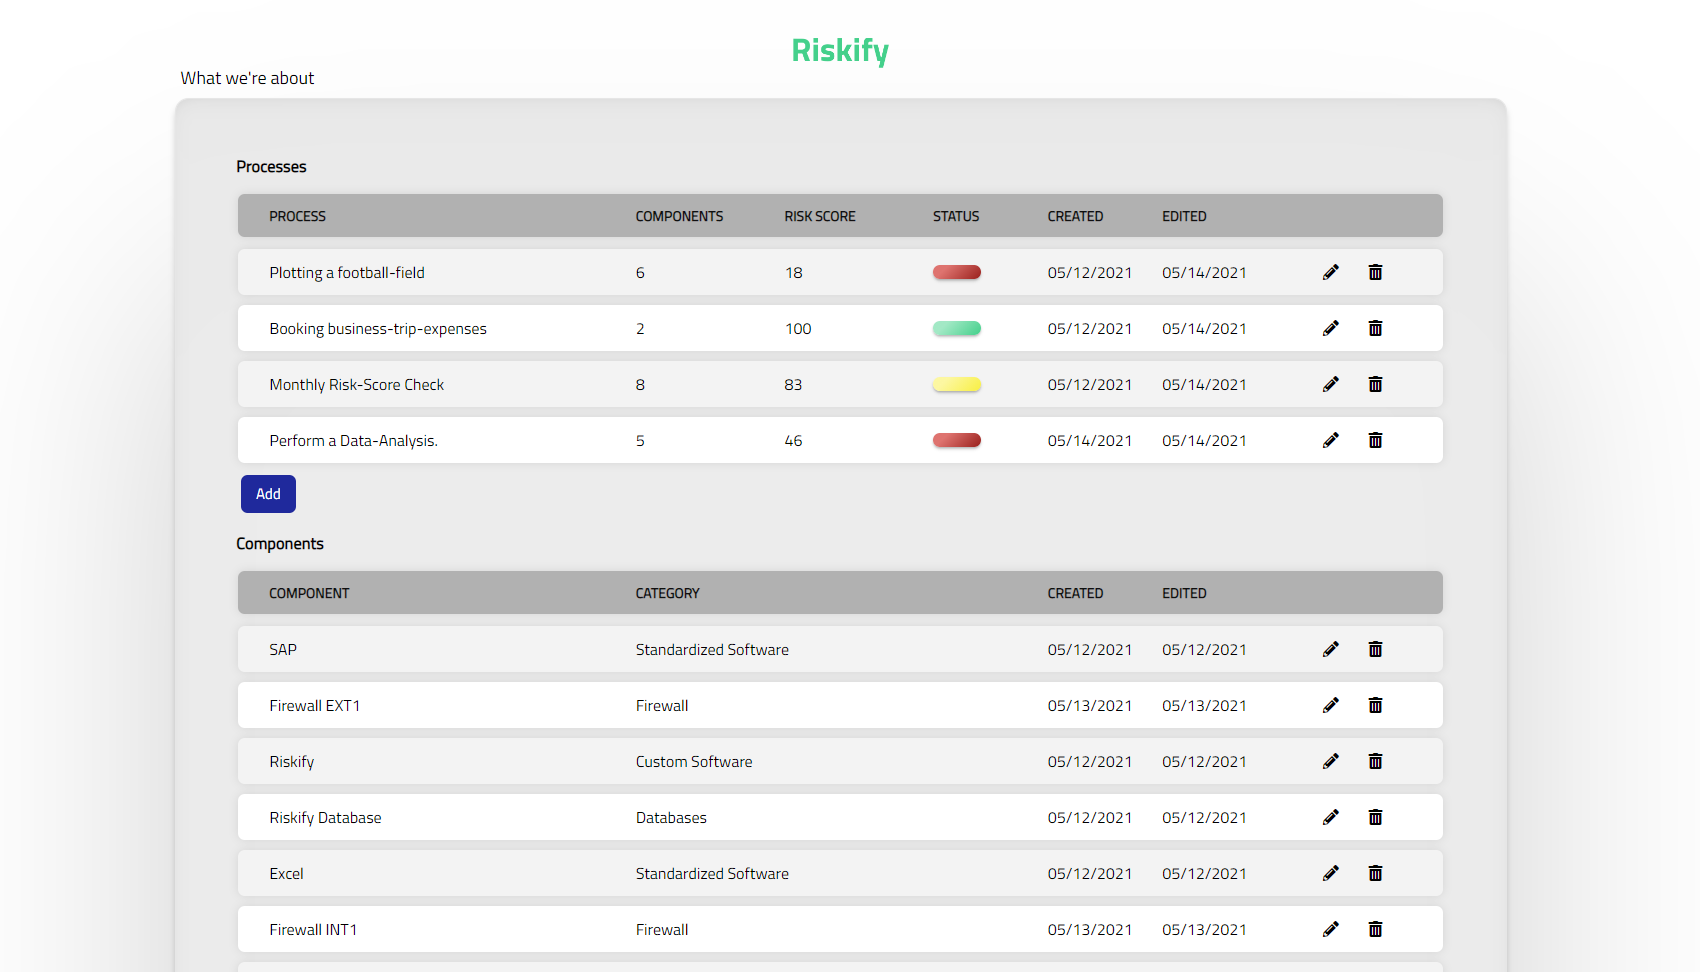 Riskify
What we're about
Processes
PROCESS COMPONENTS RISK SCORE STATUS CREATED EDITED
Plotting a football-field 6 18 05/12/2021 05/14/2021
Booking business-trip-expenses 2 100 05/12/2021 05/14/2021
Monthly Risk-Score Check 8 83 05/12/2021 05/14/2021
Perform a Data-Analysis. 5 46 05/14/2021 05/14/2021
Add
Components
COMPONENT CATEGORY CREATED EDITED
SAP Standardized Software 05/12/2021 05/12/2021
Firewall EXT1 Firewall 05/13/2021 05/13/2021
Riskify Custom Software 05/12/2021 05/12/2021
Riskify Database Databases 05/12/2021 05/12/2021
Excel Standardized Software 05/12/2021 05/12/2021
Firewall INT1 Firewall 05/13/2021 05/13/2021